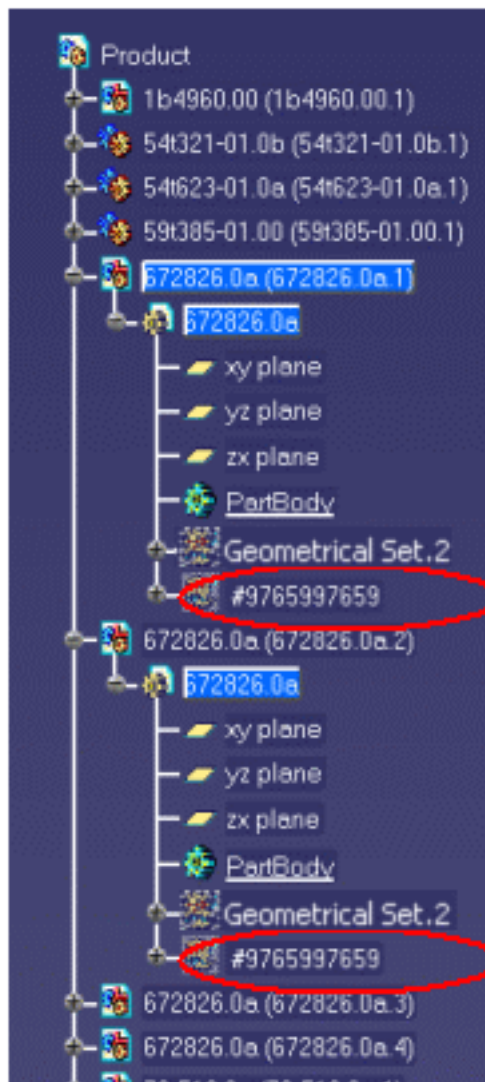 Product
1b4960.00 (1b4960.00.1)
54t321-01.0b (54t321-01.0b.1)
54t623-01.0a (54t623-01.0a.1)
59t385-01.00 (59t385-01.00.1)
672826.0a (672826.0a.1)
672826.0a
xy plane
yz plane
zx plane
PartBody
Geometrical Set.2
#9765997659
672826.0a (672826.0a.2)
672826.0a
xy plane
yz plane
zx plane
PartBody
Geometrical Set.2
#9765997659
672826.0a (672826.0a.3)
672826.0a (672826.0a.4)